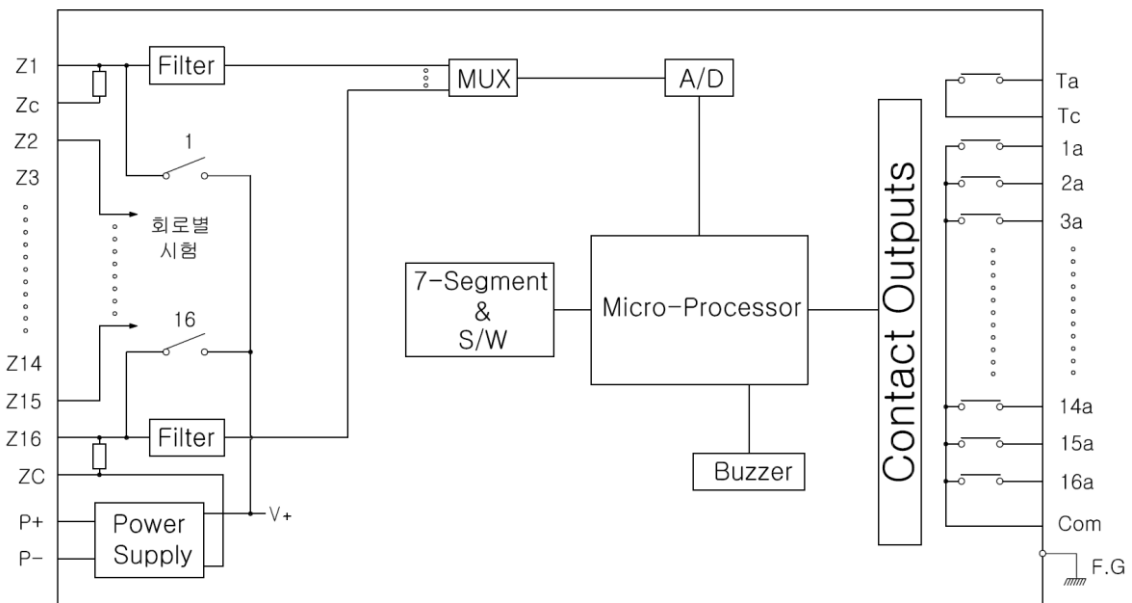 Z1
Zc
Z2
Z3
Z14
Z15
Z16
ZC
P+
P-
Filter
1
회로별
시험
16
Filter
Power
Supply
V+
MUX
A/D
7-Segment
&
S/W
Micro-Processor
Buzzer
Contact Outputs
Ta
Tc
1a
2a
3a
14a
15a
16a
Com
F.G